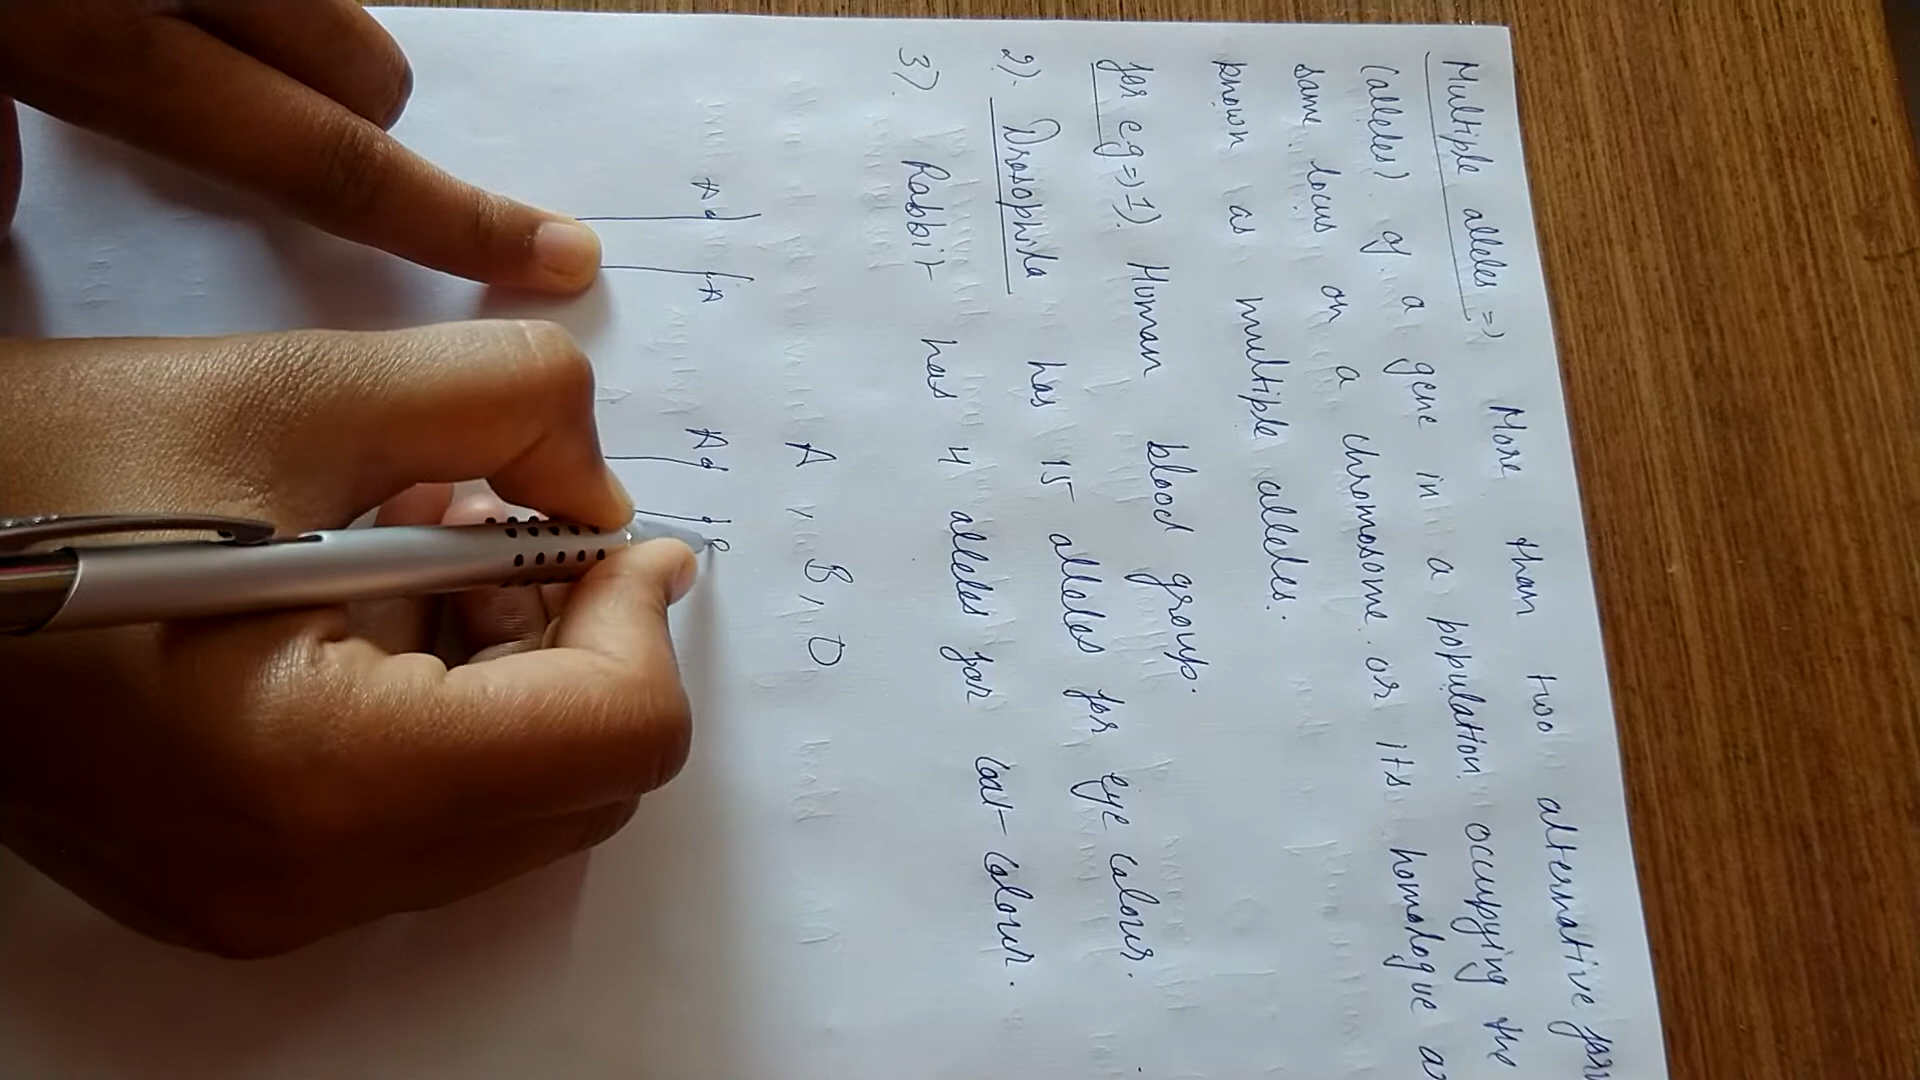 Multiple alleles => More than two alternative
(alleles) of a gene in a population occupying the
same locus on a chromosome or its homologue
known as multiple alleles.
for eg => 1). Human blood group.
2). Drosophila has 15 alleles for eye colour.
3). Rabbit has 4 alleles for coat colour.
A, B, O
A A A